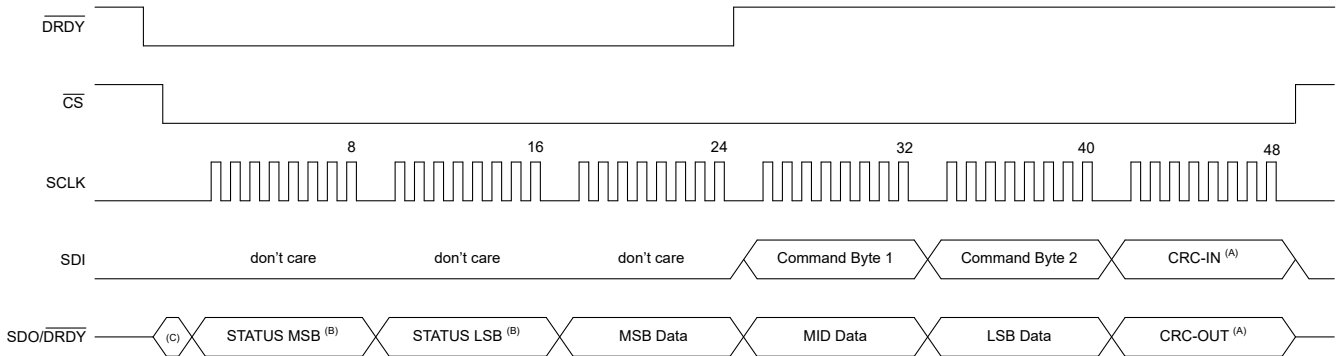 DRDY
CS
8 16 24 32 40 48
SCLK
SDI don't care don't care don't care Command Byte 1 Command Byte 2 CRC-IN (A)
SDO/DRDY (C) STATUS MSB (B) STATUS LSB (B) MSB Data MID Data LSB Data CRC-OUT (A)